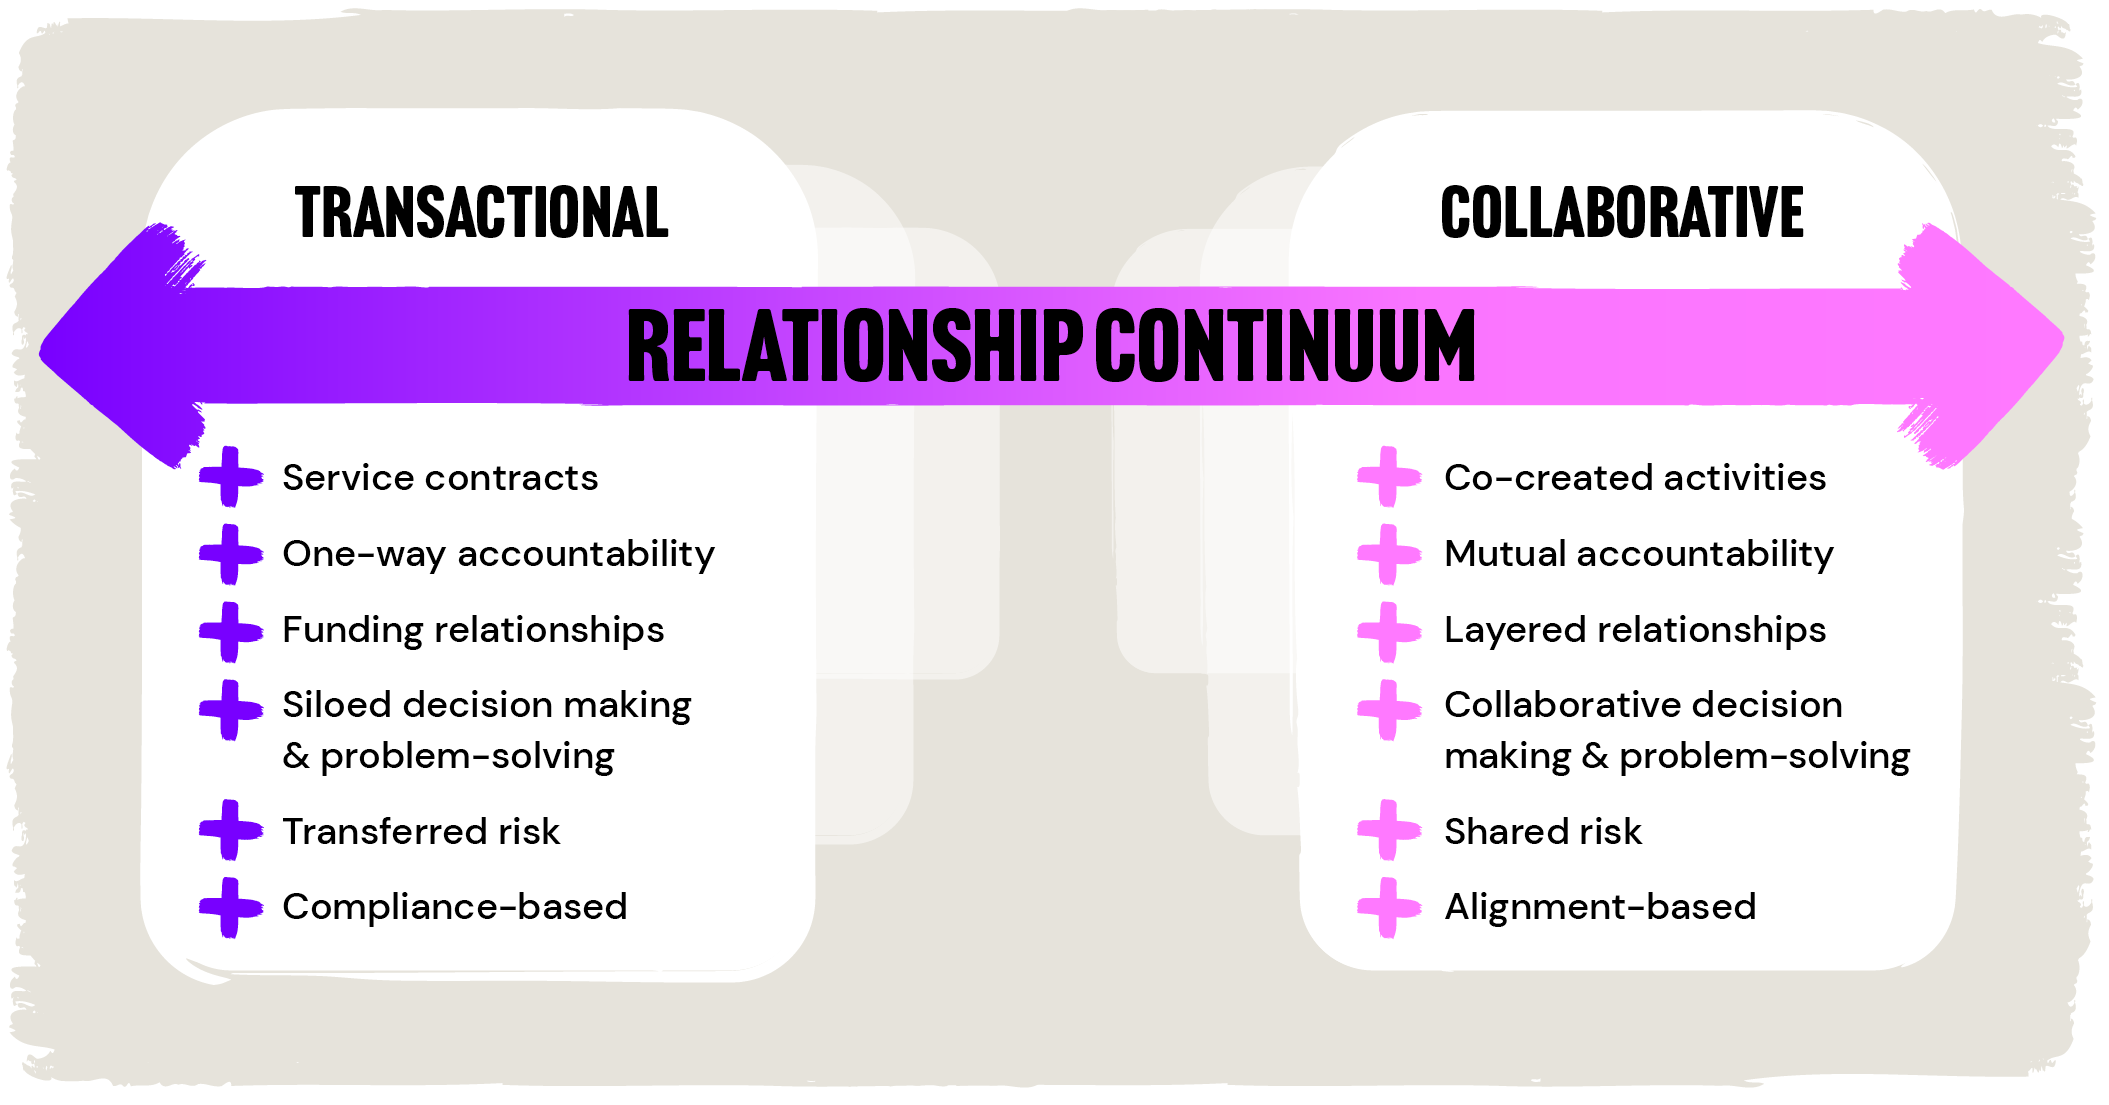 TRANSACTIONAL
COLLABORATIVE
RELATIONSHIP CONTINUUM
Service contracts
One-way accountability
Funding relationships
Siloed decision making
& problem-solving
Transferred risk
Compliance-based
Co-created activities
Mutual accountability
Layered relationships
Collaborative decision
making & problem-solving
Shared risk
Alignment-based